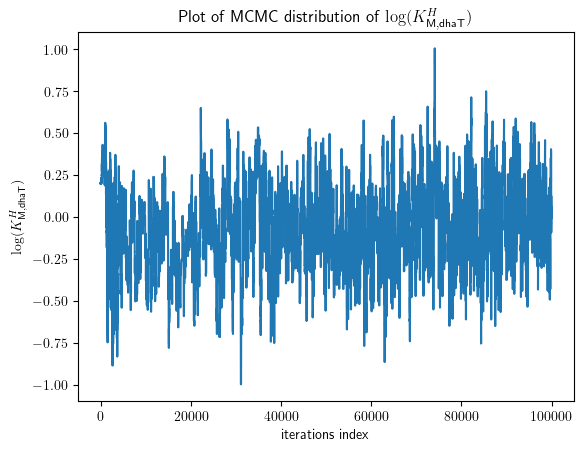 Plot of MCMC distribution of log(K^H_M,dhaT)
log(K^H_M,dhaT)
1.00
0.75
0.50
0.25
0.00
−0.25
−0.50
−0.75
−1.00
0 20000 40000 60000 80000 100000
iterations index